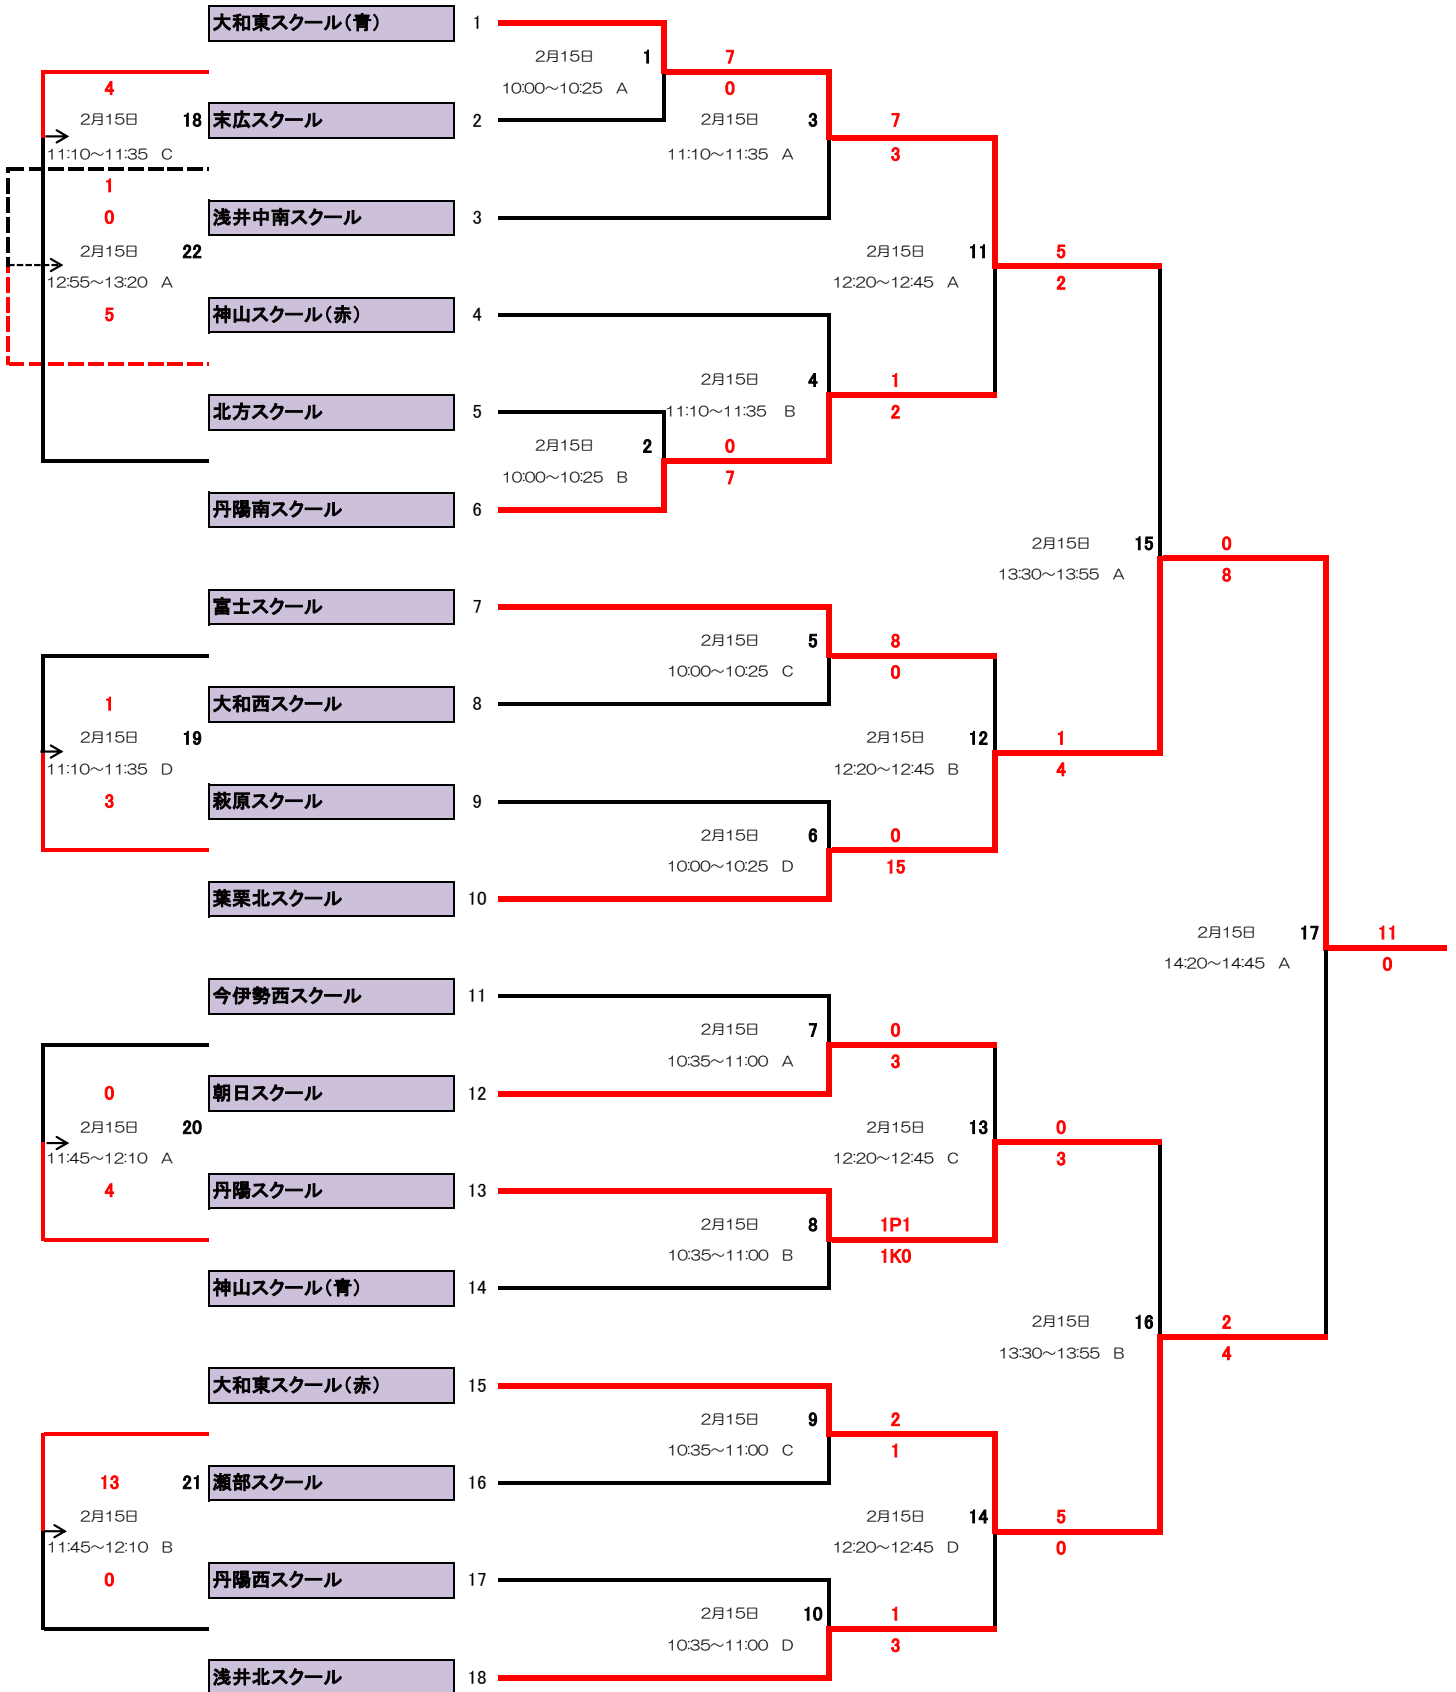 大和東スクール（青） 1
2月15日 1 7
4 10:00～10:25 A 0
2月15日 18 末広スクール 2 2月15日 3 7
11:10～11:35 C 11:10～11:35 A 3
1
0 浅井中南スクール 3
2月15日 22 2月15日 11 5
12:55～13:20 A 12:20～12:45 A 2
5 神山スクール（赤） 4
2月15日 4 1
北方スクール 5 11:10～11:35 B 2
2月15日 2 0
10:00～10:25 B 7
丹陽南スクール 6
2月15日 15 0
13:30～13:55 A 8
富士スクール 7
2月15日 5 8
10:00～10:25 C 0
1 大和西スクール 8
2月15日 19 2月15日 12 1
11:10～11:35 D 12:20～12:45 B 4
3 萩原スクール 9
2月15日 6 0
10:00～10:25 D 15
葉栗北スクール 10
2月15日 17 11
14:20～14:45 A 0
今伊勢西スクール 11
2月15日 7 0
10:35～11:00 A 3
0 朝日スクール 12
2月15日 20 2月15日 13 0
11:45～12:10 A 12:20～12:45 C 3
4 丹陽スクール 13
2月15日 8 1P1
10:35～11:00 B 1K0
神山スクール（青） 14
2月15日 16 2
13:30～13:55 B 4
大和東スクール（赤） 15
2月15日 9 2
10:35～11:00 C 1
13 21 瀬部スクール 16
2月15日 2月15日 14 5
11:45～12:10 B 12:20～12:45 D 0
0 丹陽西スクール 17
2月15日 10 1
10:35～11:00 D 3
浅井北スクール 18